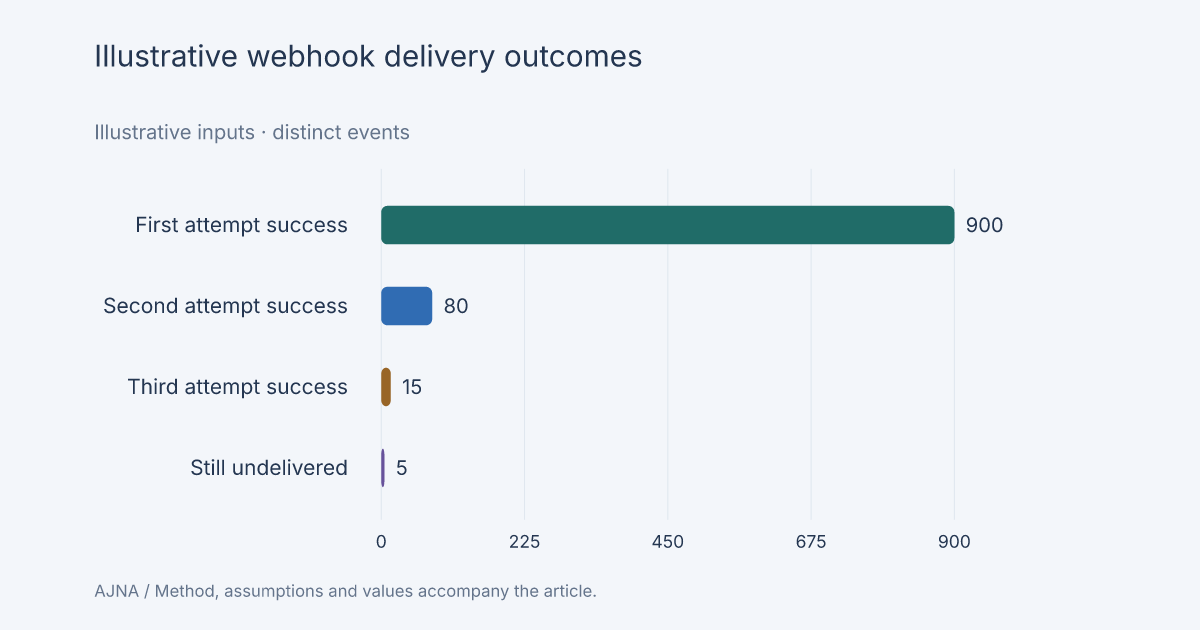 Illustrative webhook delivery outcomes
Illustrative inputs · distinct events
First attempt success 900
Second attempt success 80
Third attempt success 15
Still undelivered 5
0 225 450 675 900
AJNA / Method, assumptions and values accompany the article.